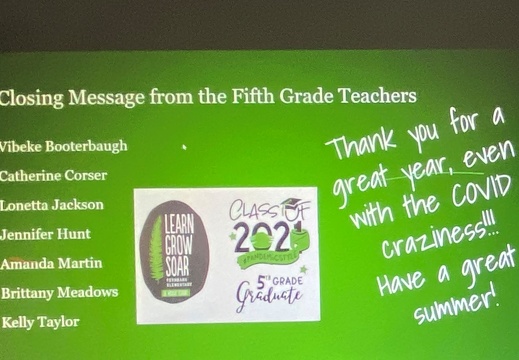 Closing Message from the Fifth Grade Teachers
Vibeke Booterbaugh
Catherine Corser
Lonetta Jackson
Jennifer Hunt
Amanda Martin
Brittany Meadows
Kelly Taylor
LEARN
GROW
SOAR
ELEMENTARY
CLASS OF
2021
#PANDEMICSTYLE
5TH GRADE
Graduate
Thank you for a
great year, even
with the COVID
craziness!!!
Have a great
summer!